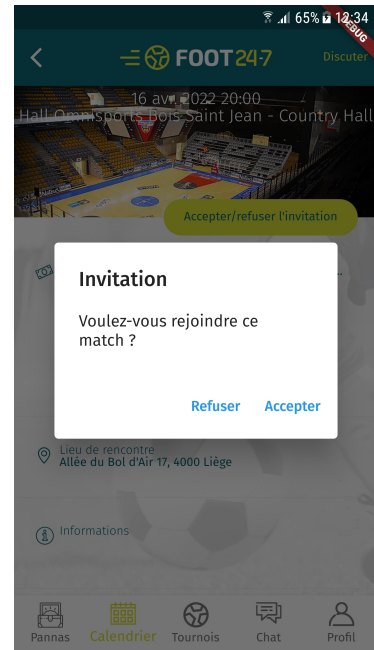 65% 12:34
DEBUG
FOOT24-7
Discuter
16 avr. 2022 20:00
Hall Omnisports Bois Saint Jean - Country Hall
Accepter/refuser l'invitation
...
Invitation
Voulez-vous rejoindre ce
match ?
Refuser Accepter
Lieu de rencontre
Allée du Bol d'Air 17, 4000 Liège
Informations
Pannas Calendrier Tournois Chat Profil